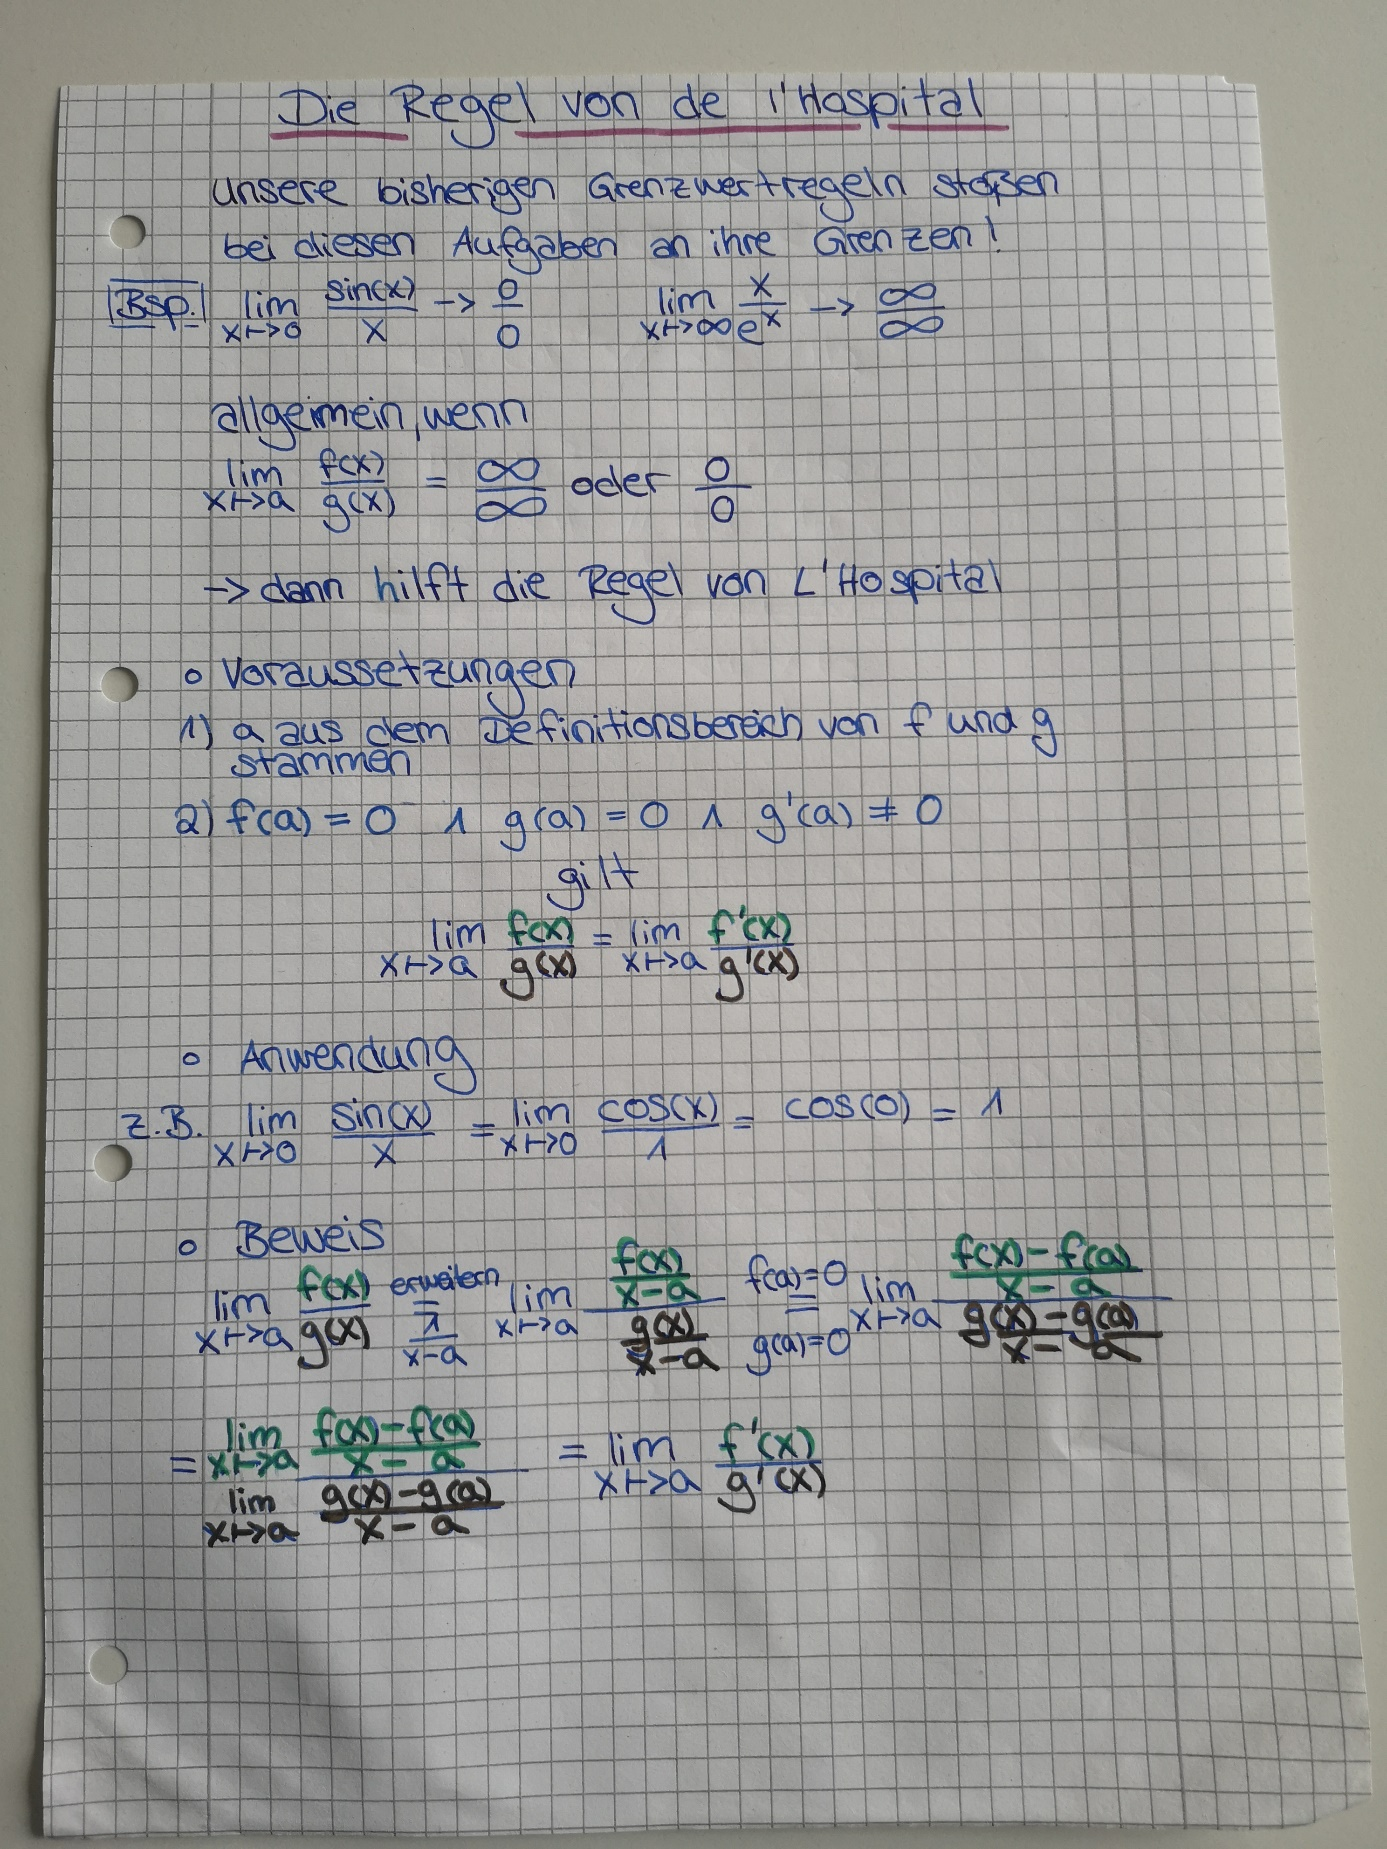 Die Regel von de l'Hospital
unsere bisherigen Grenzwertregeln stoßen
bei diesen Aufgaben an ihre Grenzen!
Bsp. lim x↦0 sin(x)/x -> 0/0 lim x↦∞ x/e^x -> ∞/∞
allgemein, wenn
lim x↦a f(x)/g(x) = ∞/∞ oder 0/0
-> dann hilft die Regel von L'Hospital
o Voraussetzungen
1) a aus dem Definitionsbereich von f und g
stammen
2) f(a) = 0 ∧ g(a) = 0 ∧ g'(a) ≠ 0
gilt
lim x↦a f(x)/g(x) = lim x↦a f'(x)/g'(x)
o Anwendung
z.B. lim x↦0 sin(x)/x = lim x↦0 cos(x)/1 = cos(0) = 1
o Beweis
lim x↦a f(x)/g(x) erweitern = 1/(x-a) lim x↦a (f(x)/(x-a))/(g(x)/(x-a)) f(a)=0 = g(a)=0 lim x↦a ((f(x)-f(a))/(x-a))/((g(x)-g(a))/(x-a))
= (lim x↦a (f(x)-f(a))/(x-a))/(lim x↦a (g(x)-g(a))/(x-a)) = lim x↦a f'(x)/g'(x)